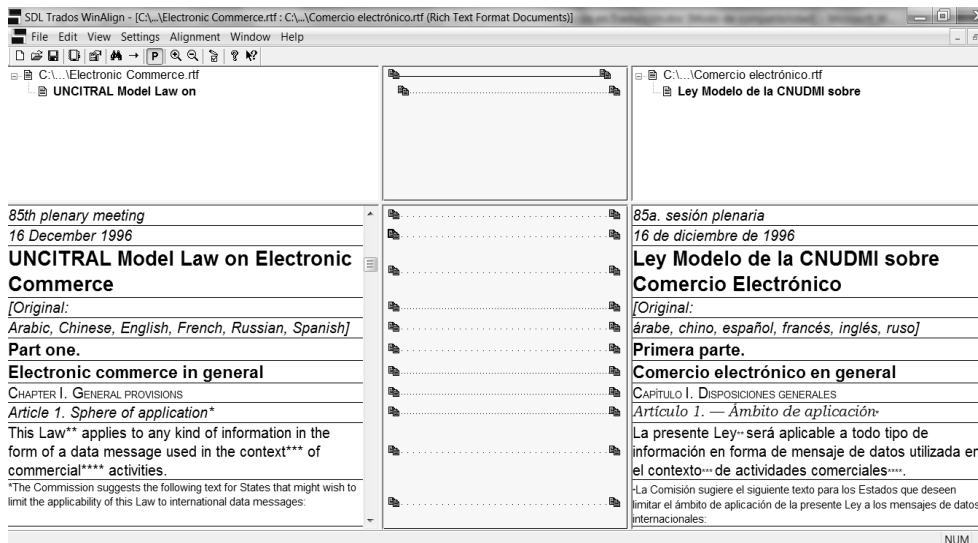 SDL Trados WinAlign - [C:\...\Electronic Commerce.rtf : C:\...\Comercio electrónico.rtf (Rich Text Format Documents)]
File Edit View Settings Alignment Window Help
C:\...\Electronic Commerce.rtf
UNCITRAL Model Law on
C:\...\Comercio electrónico.rtf
Ley Modelo de la CNUDMI sobre
85th plenary meeting
16 December 1996
UNCITRAL Model Law on Electronic
Commerce
[Original:
Arabic, Chinese, English, French, Russian, Spanish]
Part one.
Electronic commerce in general
CHAPTER I. GENERAL PROVISIONS
Article 1. Sphere of application*
This Law** applies to any kind of information in the
form of a data message used in the context*** of
commercial**** activities.
*The Commission suggests the following text for States that might wish to
limit the applicability of this Law to international data messages:
85a. sesión plenaria
16 de diciembre de 1996
Ley Modelo de la CNUDMI sobre
Comercio Electrónico
[Original:
árabe, chino, español, francés, inglés, ruso]
Primera parte.
Comercio electrónico en general
CAPÍTULO I. DISPOSICIONES GENERALES
Artículo 1. — Ámbito de aplicación*
La presente Ley** será aplicable a todo tipo de
información en forma de mensaje de datos utilizada en
el contexto*** de actividades comerciales****.
*La Comisión sugiere el siguiente texto para los Estados que deseen
limitar el ámbito de aplicación de la presente Ley a los mensajes de datos
internacionales:
NUM